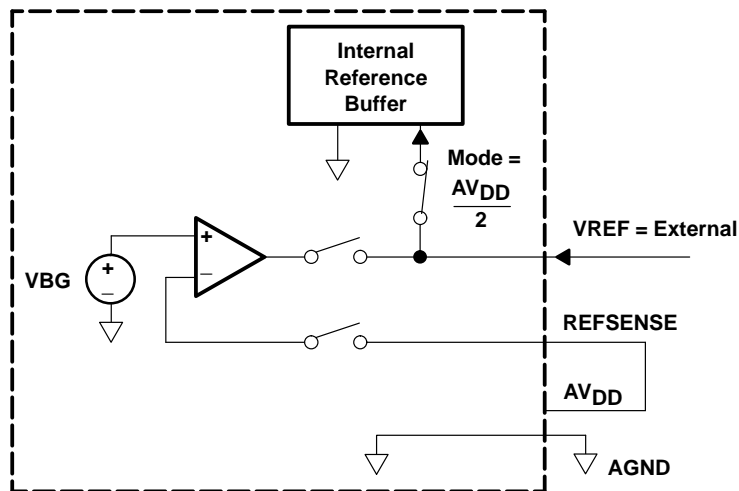 Internal
Reference
Buffer
Mode =
AVDD
2
VREF = External
+
−
VBG
+
−
REFSENSE
AVDD
AGND